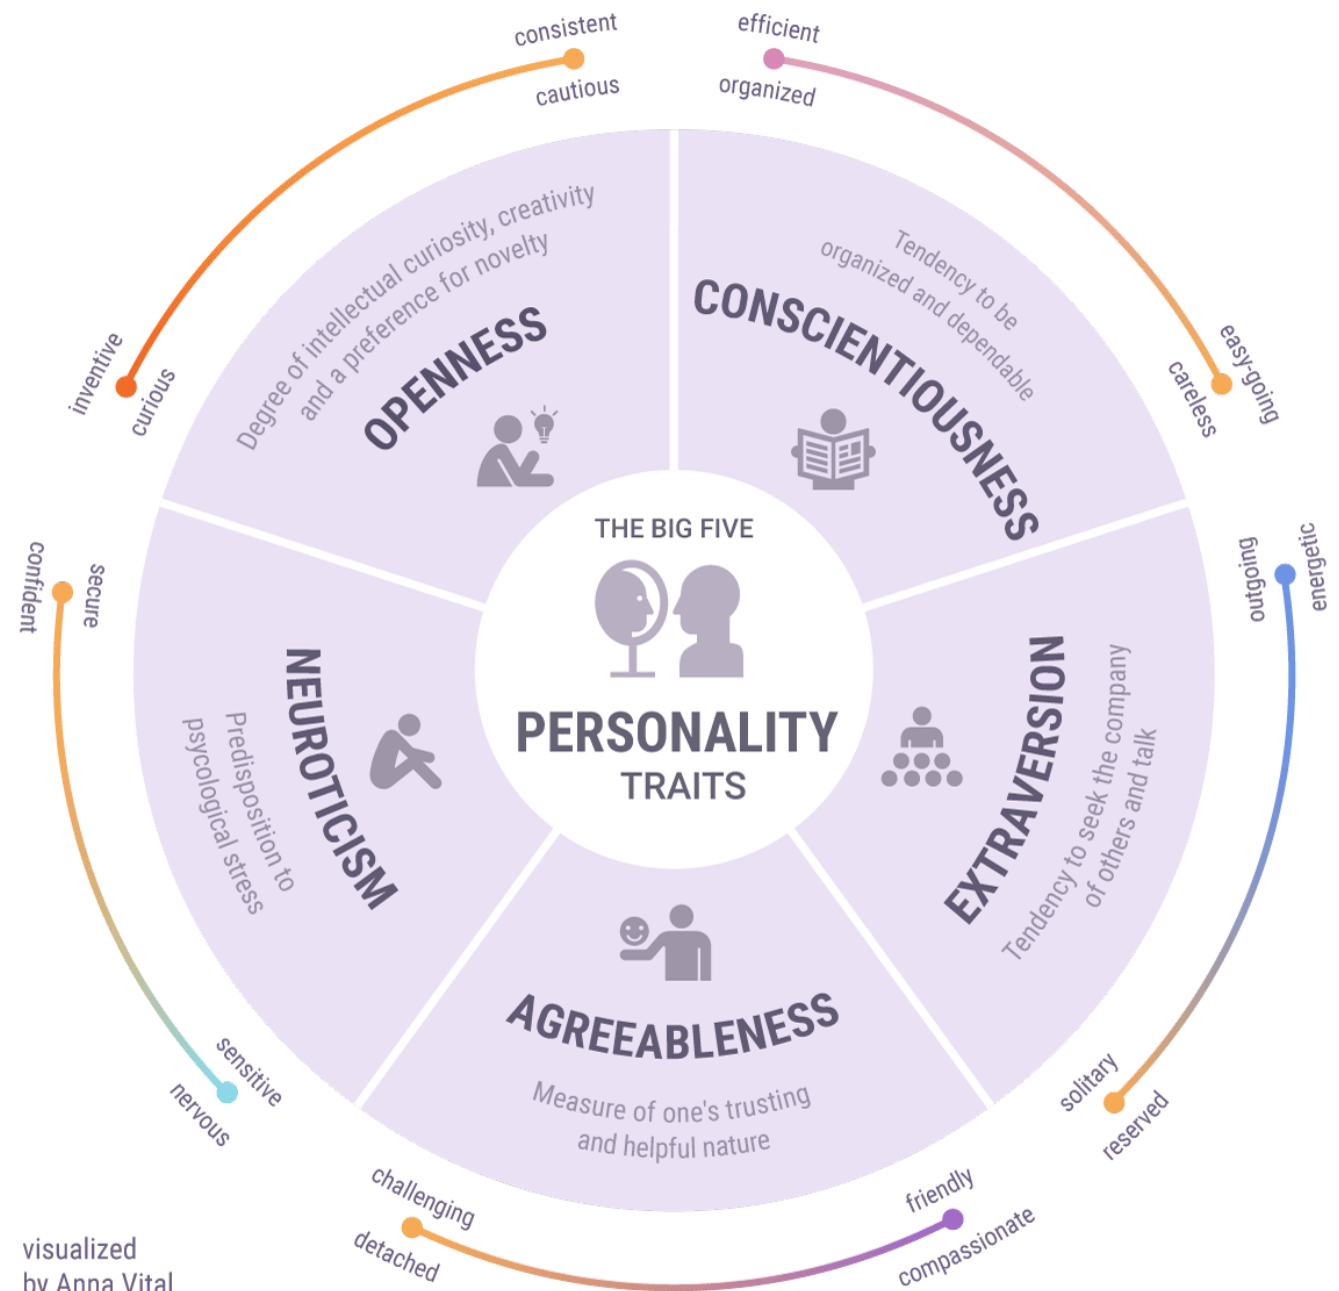 consistent
cautious
efficient
organized
inventive
curious
Degree of intellectual curiosity, creativity
and a preference for novelty
OPENNESS
Tendency to be
organized and dependable
CONSCIENTIOUSNESS
easy-going
careless
THE BIG FIVE
PERSONALITY
TRAITS
confident
secure
NEUROTICISM
Predisposition to
psycological stress
sensitive
nervous
energetic
outgoing
EXTRAVERSION
Tendency to seek the company
of others and talk
solitary
reserved
AGREEABLENESS
Measure of one's trusting
and helpful nature
challenging
detached
friendly
compassionate
visualized
by Anna Vital